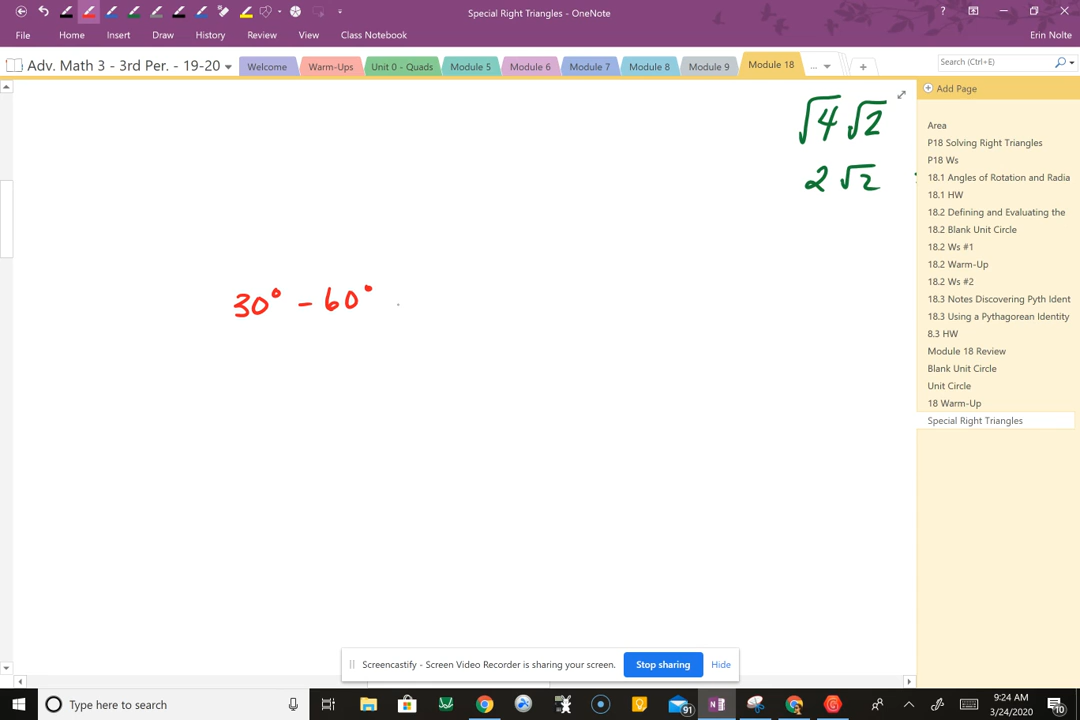 Special Right Triangles - OneNote
?
File Home Insert Draw History Review View Class Notebook
Erin Nolte
Adv. Math 3 - 3rd Per. - 19-20
Welcome Warm-Ups Unit 0 - Quads Module 5 Module 6 Module 7 Module 8 Module 9 Module 18 ...
Search (Ctrl+E)
Add Page
√4 √2
2 √2
30° - 60°
Area
P18 Solving Right Triangles
P18 Ws
18.1 Angles of Rotation and Radia
18.1 HW
18.2 Defining and Evaluating the
18.2 Blank Unit Circle
18.2 Ws #1
18.2 Warm-Up
18.2 Ws #2
18.3 Notes Discovering Pyth Ident
18.3 Using a Pythagorean Identity
8.3 HW
Module 18 Review
Blank Unit Circle
Unit Circle
18 Warm-Up
Special Right Triangles
Screencastify - Screen Video Recorder is sharing your screen.
Stop sharing
Hide
Type here to search
91
9:24 AM
3/24/2020
10